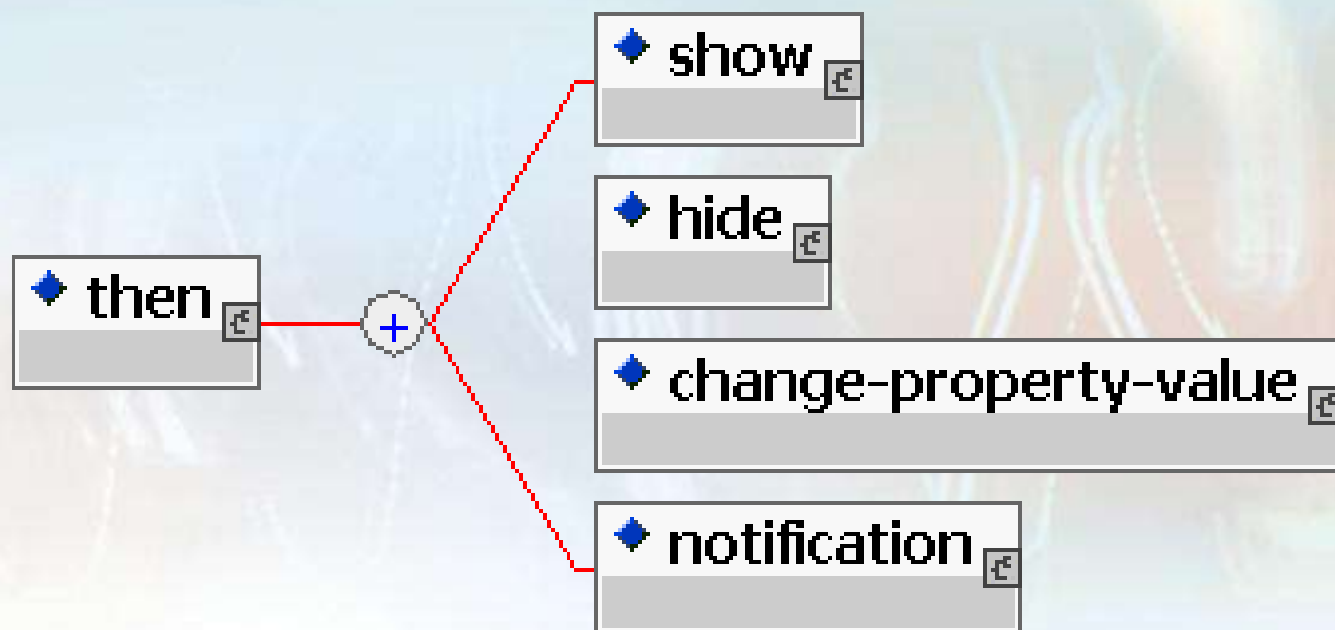 show
hide
then
change-property-value
notification